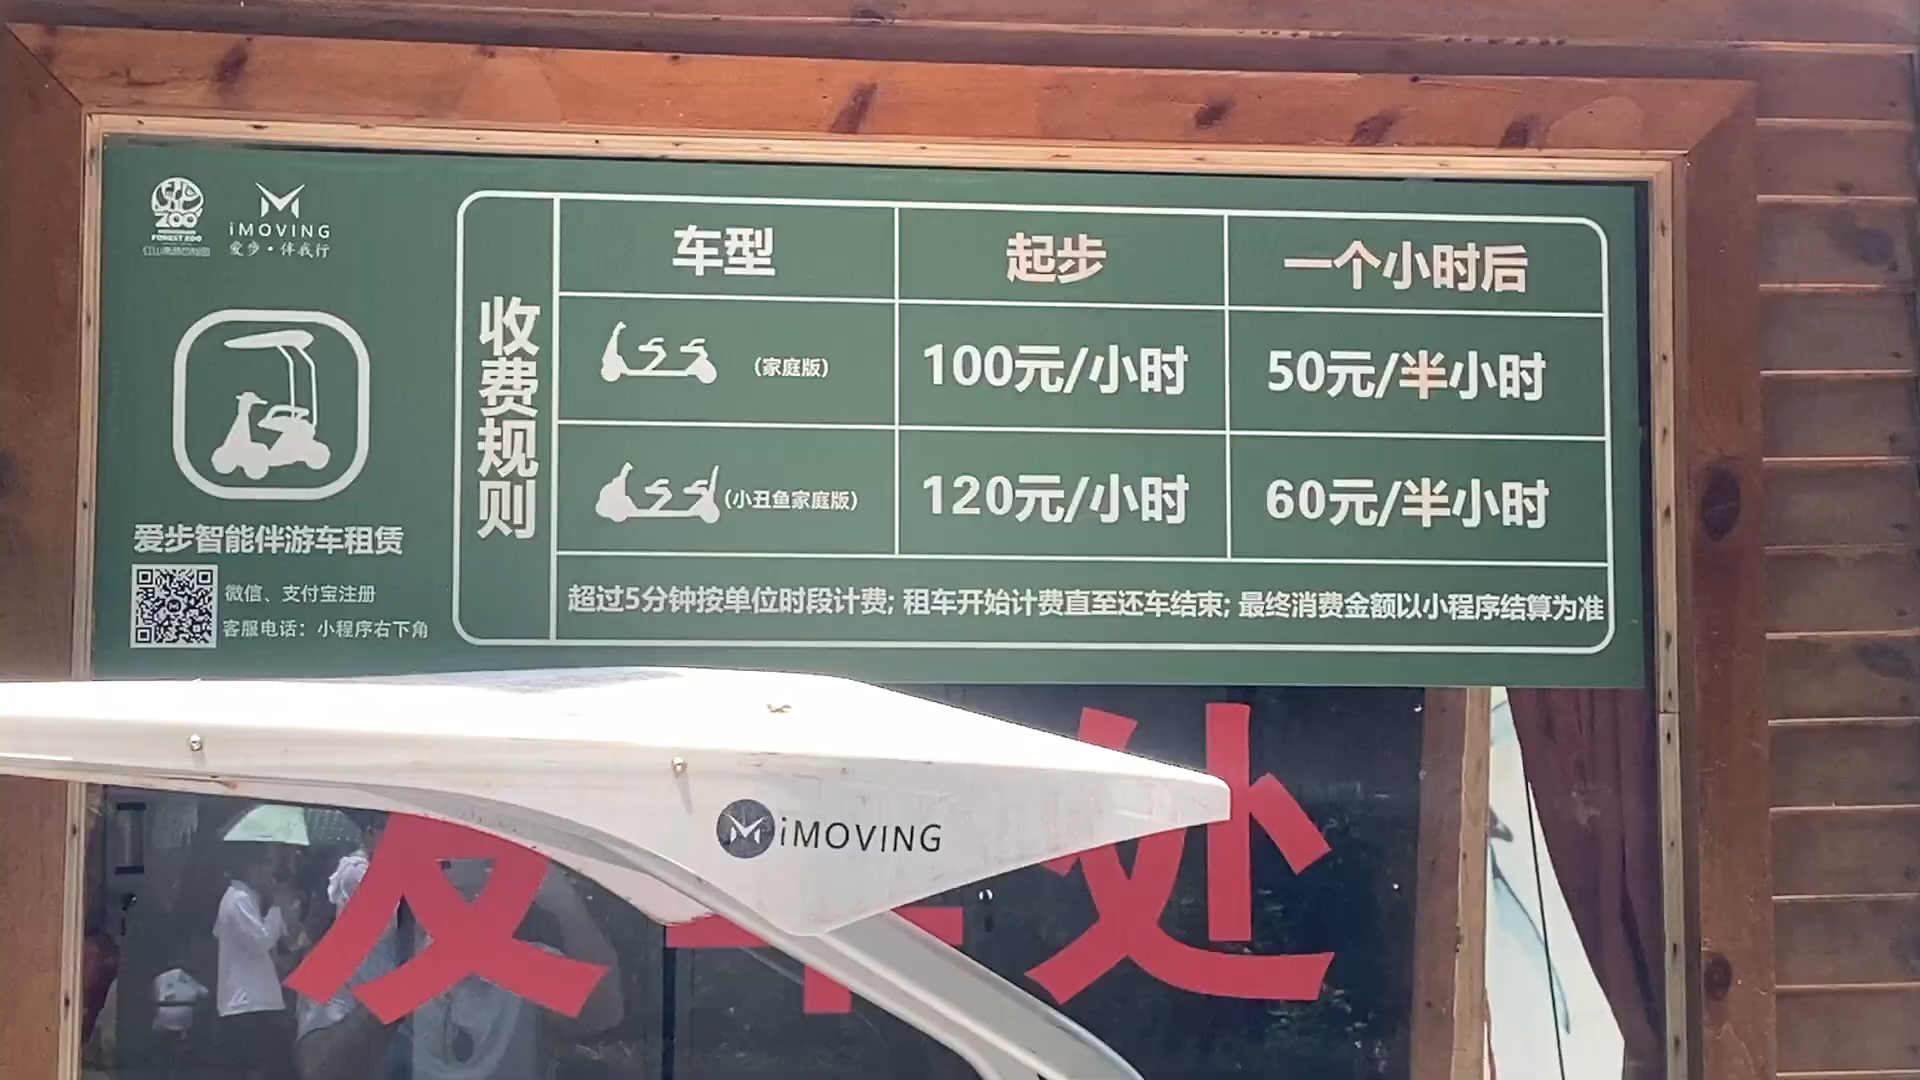 ZOO
FOREST ZOO
iMOVING
爱步·伴我行
爱步智能伴游车租赁
微信、支付宝注册
客服电话：小程序右下角
收费规则
车型 起步 一个小时后
（家庭版） 100元/小时 50元/半小时
（小丑鱼家庭版） 120元/小时 60元/半小时
超过5分钟按单位时段计费；租车开始计费直至还车结束；最终消费金额以小程序结算为准
iMOVING
处